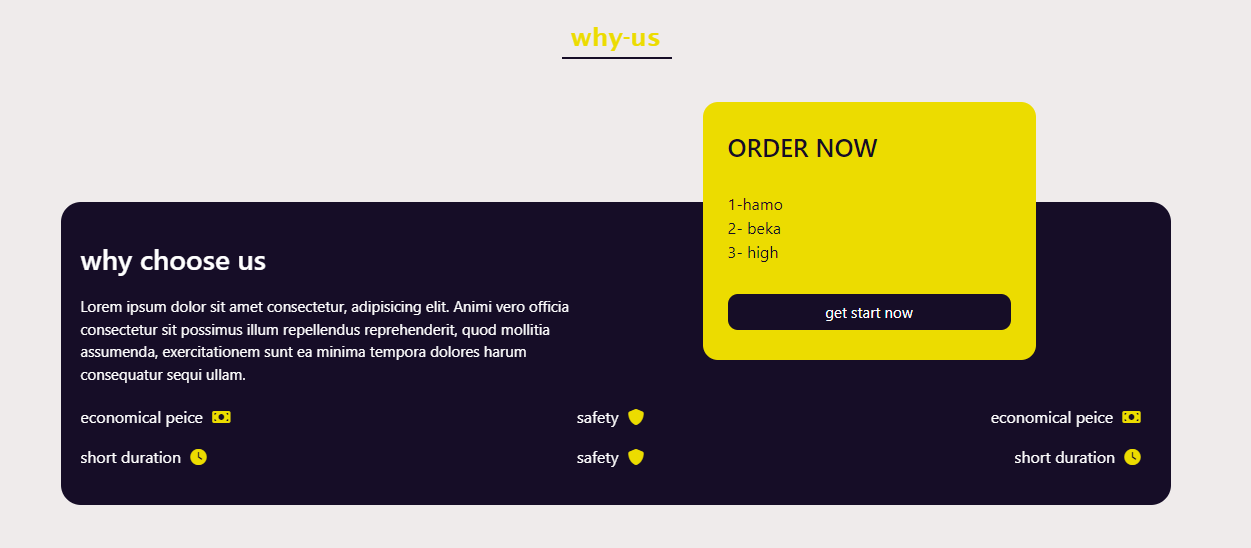 why-us
ORDER NOW
1-hamo
2- beka
3- high
get start now
why choose us
Lorem ipsum dolor sit amet consectetur, adipisicing elit. Animi vero officia
consectetur sit possimus illum repellendus reprehenderit, quod mollitia
assumenda, exercitationem sunt ea minima tempora dolores harum
consequatur sequi ullam.
economical peice
safety
economical peice
short duration
safety
short duration